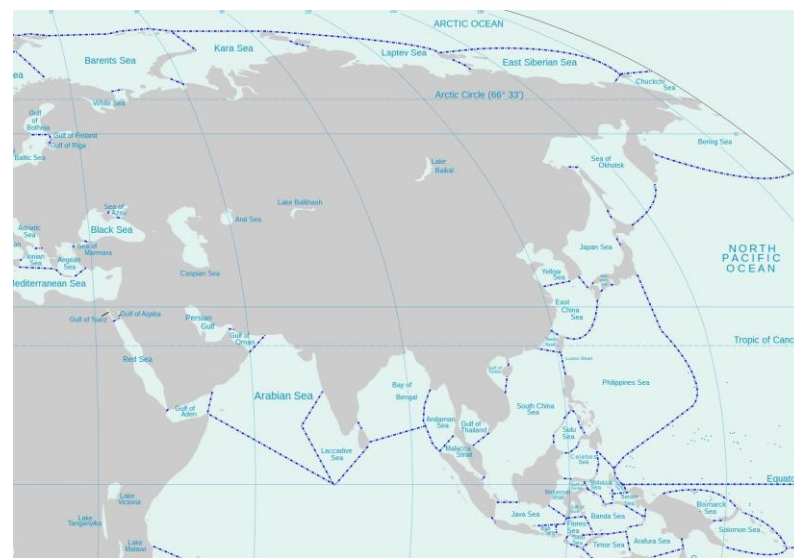 ARCTIC OCEAN
Kara Sea
Laptev Sea
Barents Sea
East Siberian Sea
Chuckchi
Sea
Arctic Circle (66° 33')
White Sea
Gulf
of
Bothnia
Gulf of Finland
Gulf of Riga
Baltic Sea
Bering Sea
Sea of
Okhotsk
Lake
Baikal
Lake Balkhash
Aral Sea
Sea of
Azov
Black Sea
Adriatic
Sea
Sea of
Marmara
Ionian
Sea
Aegean
Sea
Mediterranean Sea
Caspian Sea
Japan Sea
NORTH
PACIFIC
OCEAN
Yellow
Sea
East
China
Sea
Gulf of Suez
Gulf of Aqaba
Persian
Gulf
Gulf of
Oman
Tropic of Canc
Red Sea
Philippines Sea
Arabian Sea
Bay of
Bengal
Gulf of
Aden
South China
Sea
Andaman
Sea
Gulf of
Thailand
Sulu
Sea
Laccadive
Sea
Malacca
Strait
Celebes
Sea
Equato
Molucca
Sea
Lake
Victoria
Makassar
Strait
Seram
Sea
Bismarck
Sea
Java Sea
Banda Sea
Lake
Tanganyika
Flores
Sea
Solomon Sea
Lake
Malawi
Timor Sea
Arafura Sea